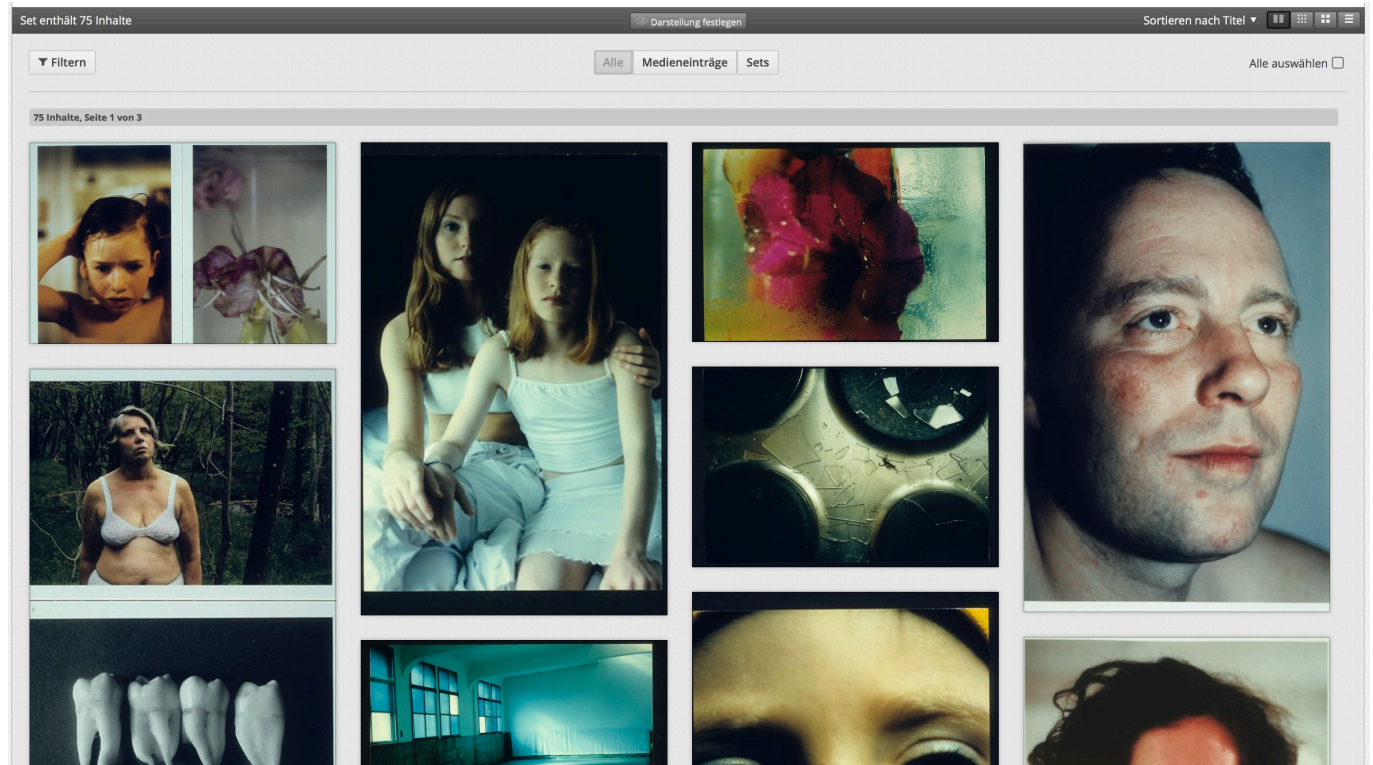 Set enthält 75 Inhalte
Darstellung festlegen
Sortieren nach Titel
Filtern
Alle
Medieneinträge
Sets
Alle auswählen
75 Inhalte, Seite 1 von 3